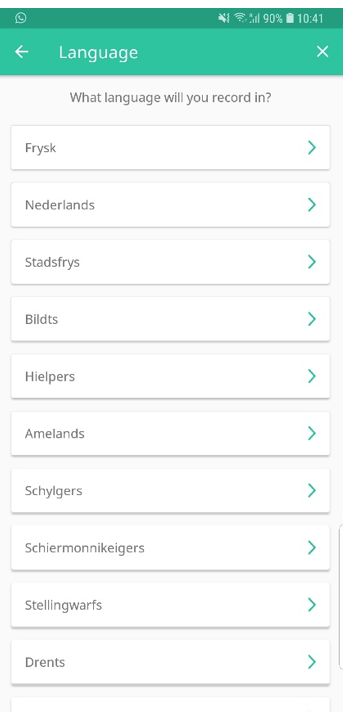 90% 10:41
Language
What language will you record in?
Frysk
Nederlands
Stadsfrys
Bildts
Hielpers
Amelands
Schylgers
Schiermonnikeigers
Stellingwarfs
Drents